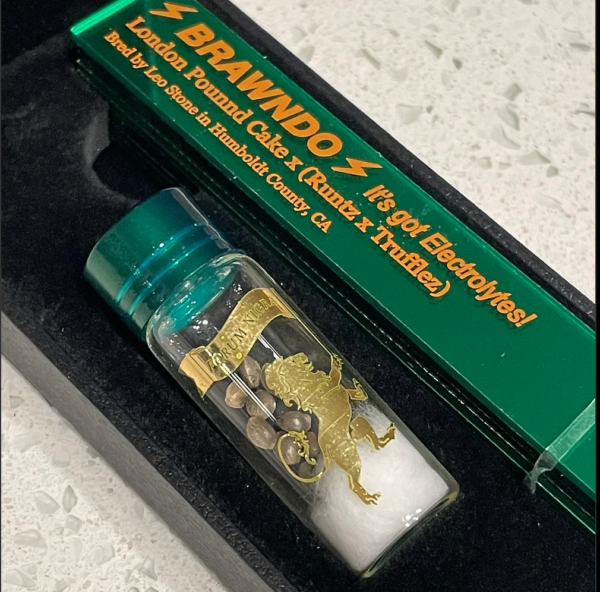 ⚡ BRAWNDO ⚡ It's got Electrolytes!
London Pounnd Cake x (Runtz x Trufflez)
Bred by Leo Stone in Humboldt County, CA